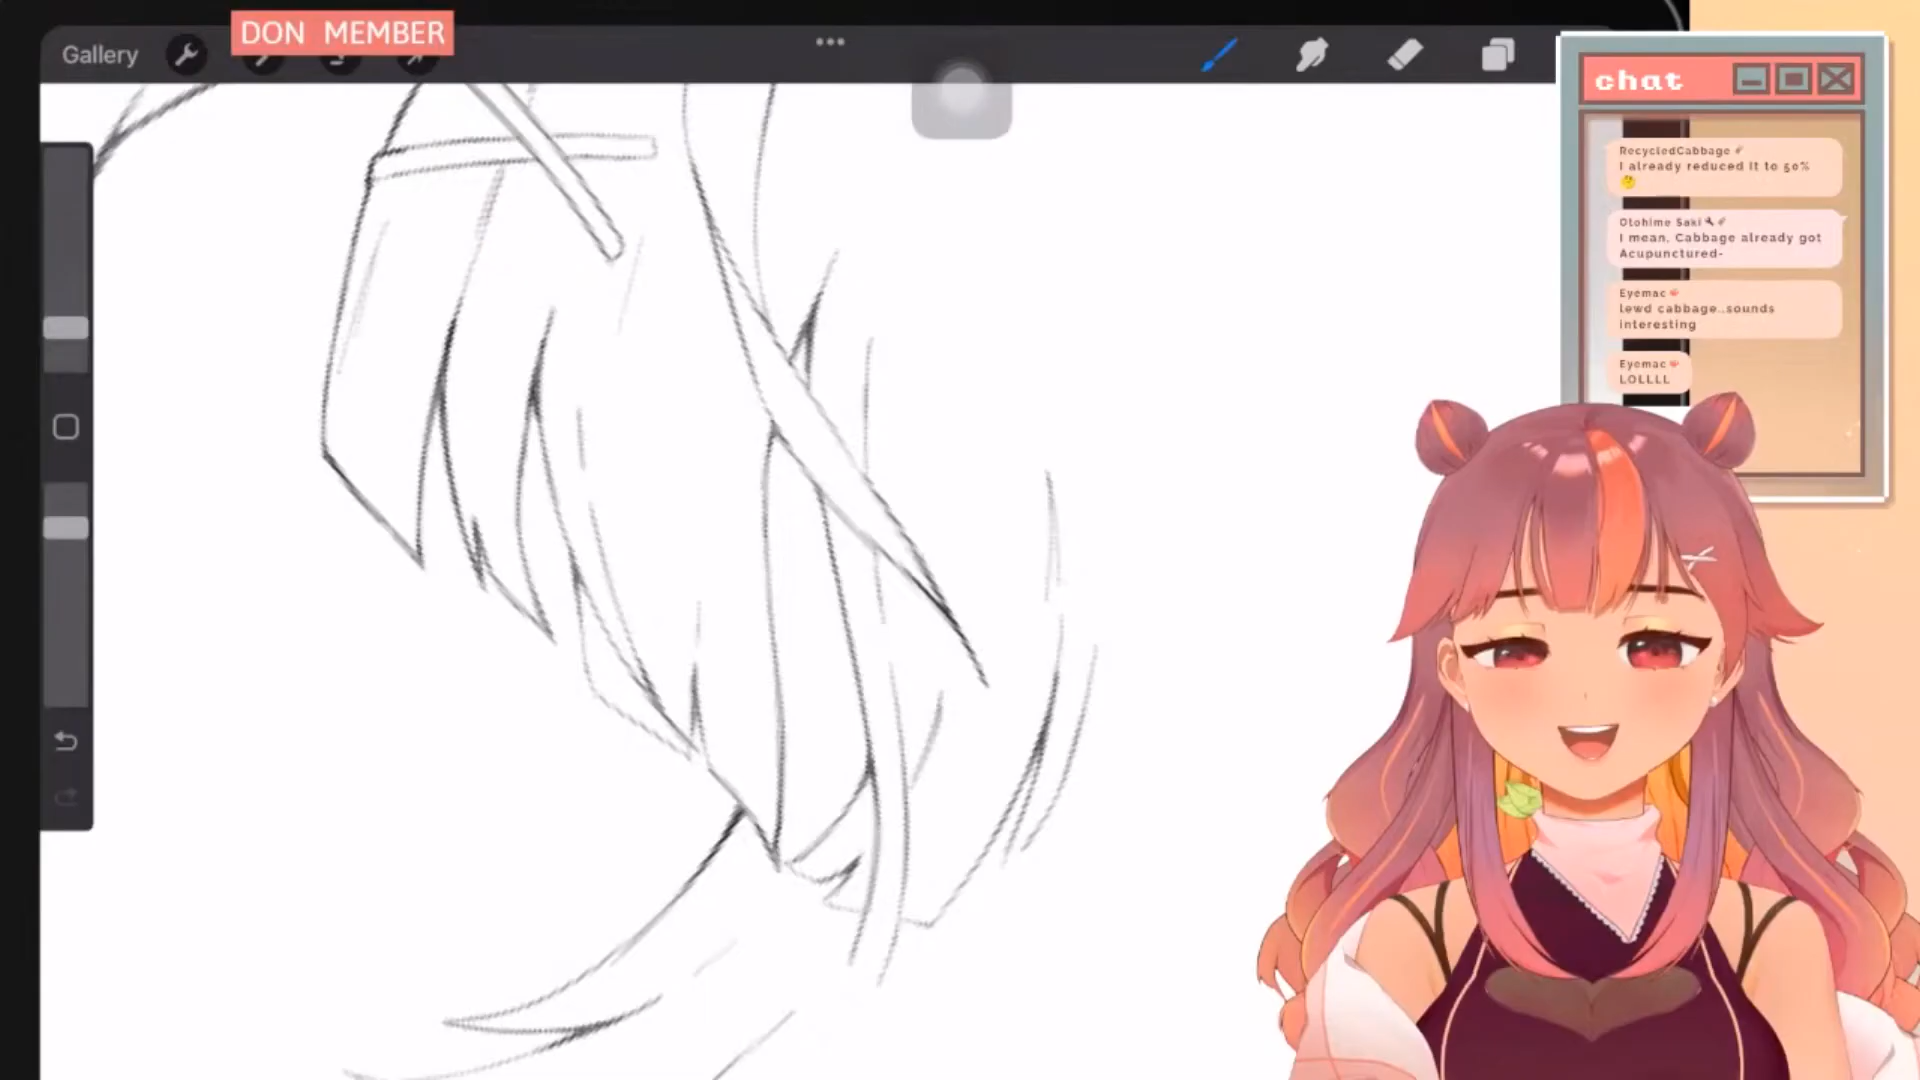 DON MEMBER
Gallery
chat
RecycledCabbage
I already reduced it to 50%
🤔
Otohime Saki
I mean, Cabbage already got
Acupunctured-
Eyemac
lewd cabbage..sounds
interesting
Eyemac
LOLLLL